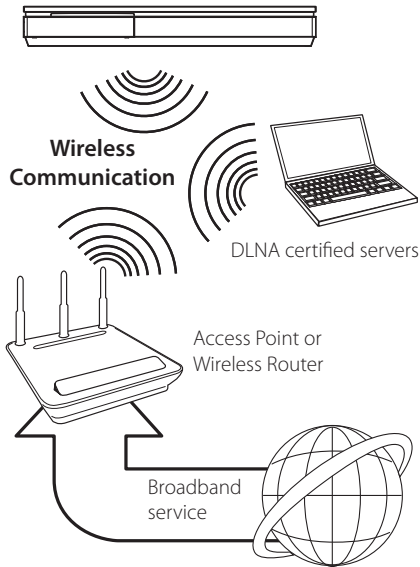 Wireless
Communication
DLNA certified servers
Access Point or
Wireless Router
Broadband
service